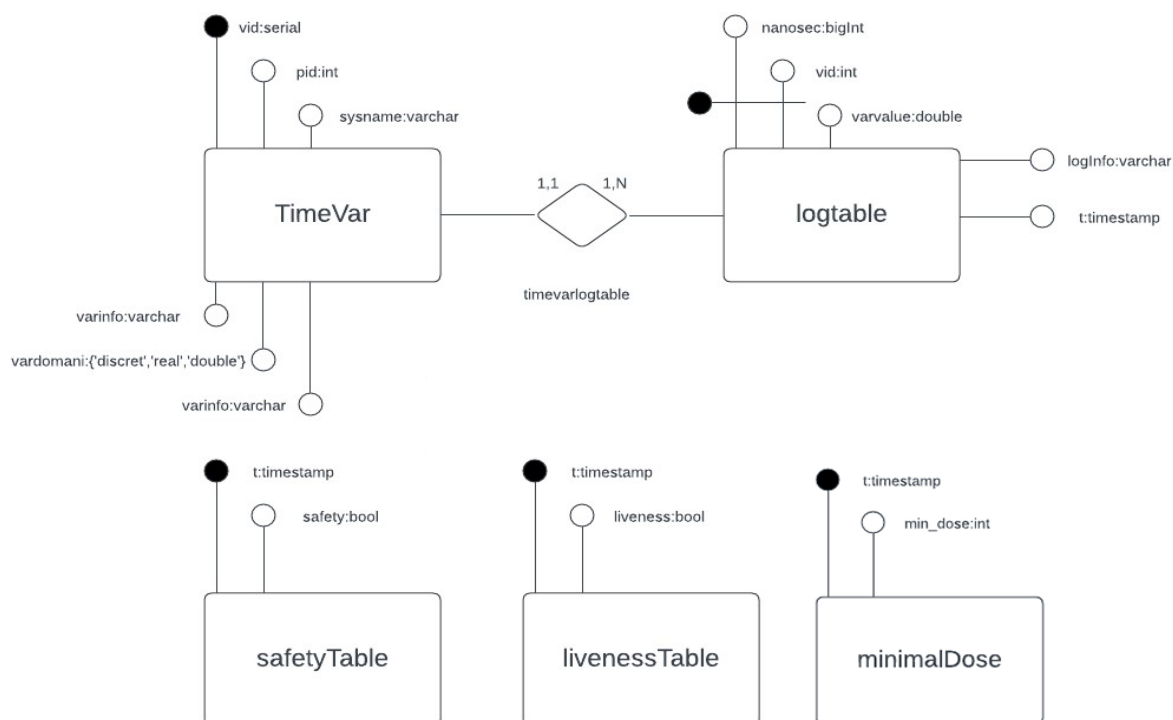 vid:serial
nanosec:bigInt
pid:int
vid:int
sysname:varchar
varvalue:double
logInfo:varchar
TimeVar
1,1
1,N
logtable
t:timestamp
timevarlogtable
varinfo:varchar
vardomani:{'discret','real','double'}
varinfo:varchar
t:timestamp
t:timestamp
t:timestamp
safety:bool
liveness:bool
min_dose:int
safetyTable
livenessTable
minimalDose